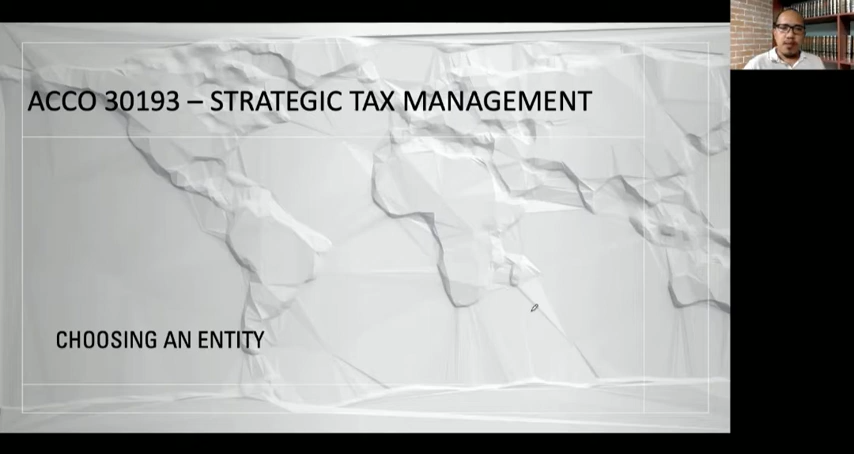 ACCO 30193 – STRATEGIC TAX MANAGEMENT
CHOOSING AN ENTITY